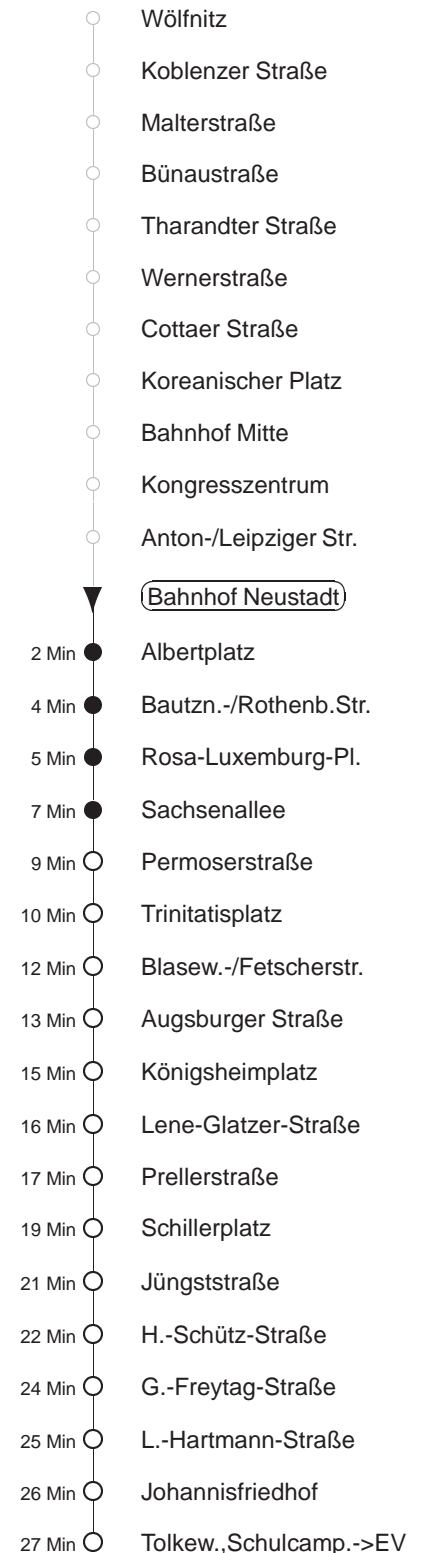 Wölfnitz
Koblenzer Straße
Malterstraße
Bünaustraße
Tharandter Straße
Wernerstraße
Cottaer Straße
Koreanischer Platz
Bahnhof Mitte
Kongresszentrum
Anton-/Leipziger Str.
Bahnhof Neustadt
2 Min Albertplatz
4 Min Bautzn.-/Rothenb.Str.
5 Min Rosa-Luxemburg-Pl.
7 Min Sachsenallee
9 Min Permoserstraße
10 Min Trinitatisplatz
12 Min Blasew.-/Fetscherstr.
13 Min Augsburger Straße
15 Min Königsheimplatz
16 Min Lene-Glatzer-Straße
17 Min Prellerstraße
19 Min Schillerplatz
21 Min Jüngststraße
22 Min H.-Schütz-Straße
24 Min G.-Freytag-Straße
25 Min L.-Hartmann-Straße
26 Min Johannisfriedhof
27 Min Tolkew.,Schulcamp.->EV